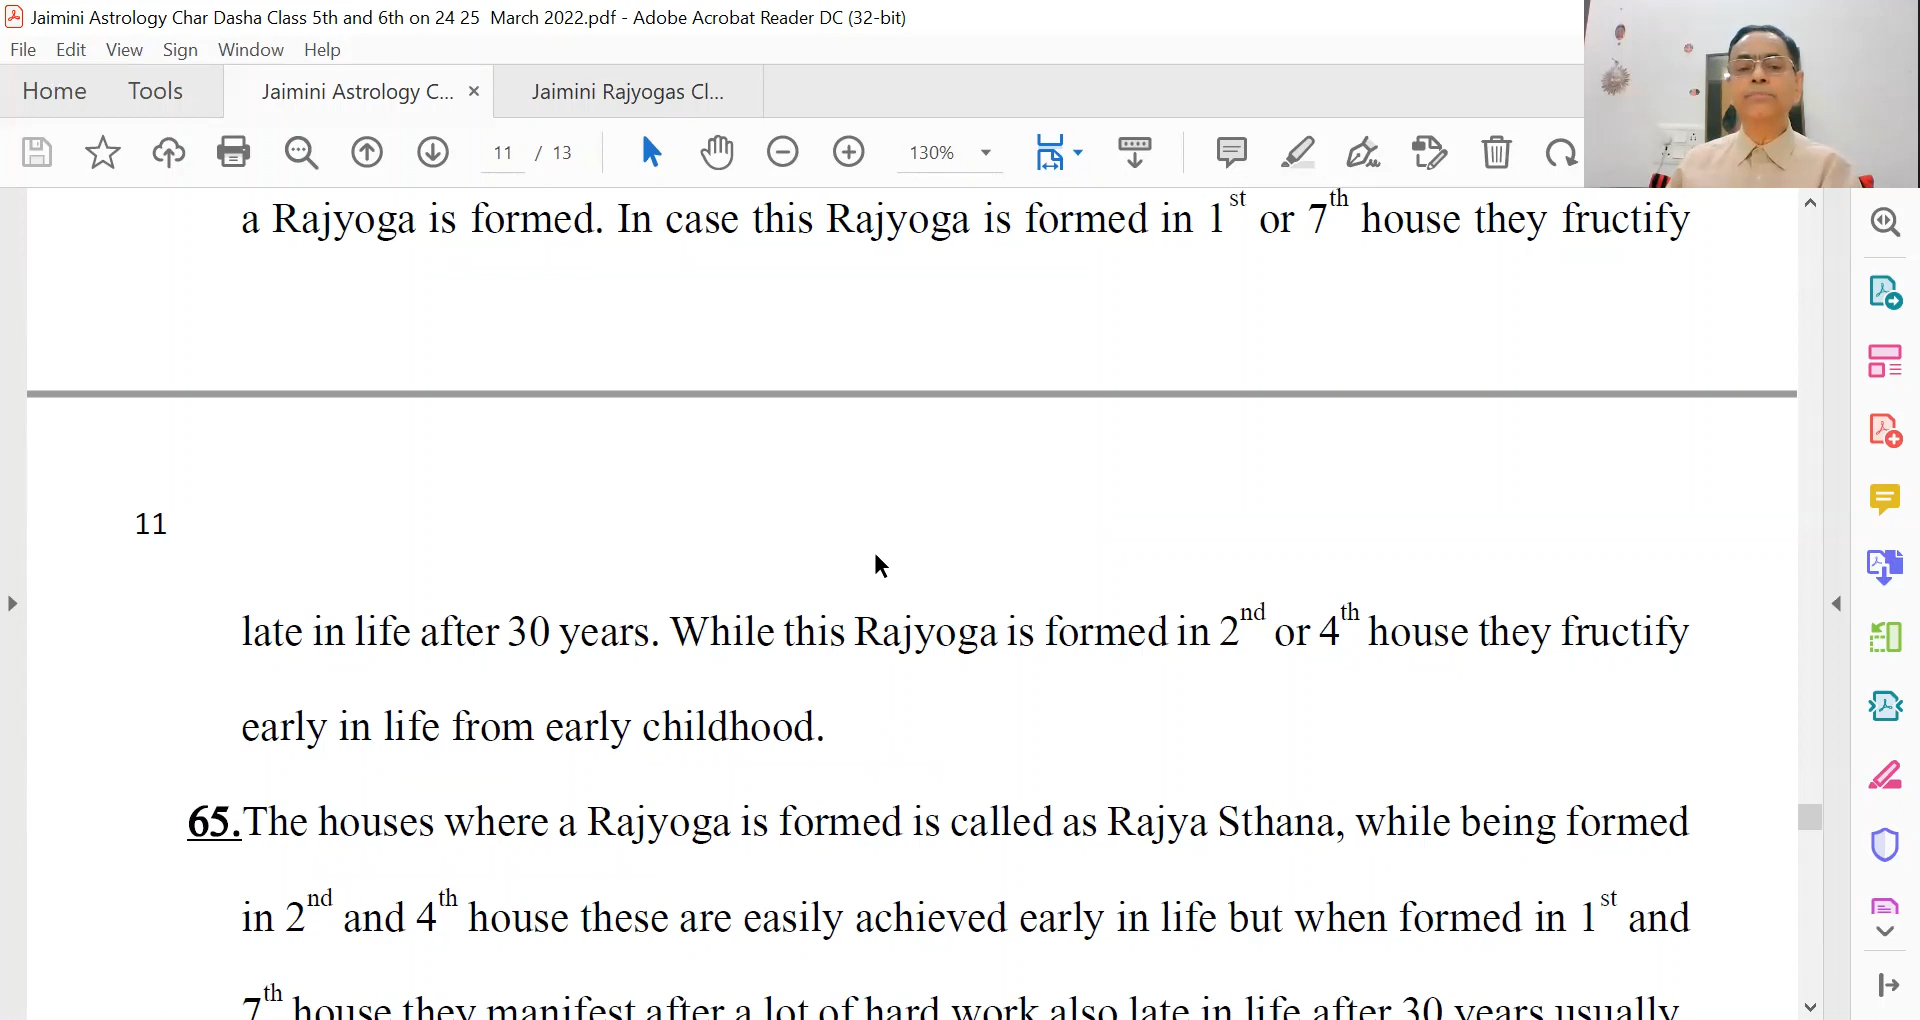 Jaimini Astrology Char Dasha Class 5th and 6th on 24 25  March 2022.pdf - Adobe Acrobat Reader DC (32-bit)
File Edit View Sign Window Help
Home Tools Jaimini Astrology C... × Jaimini Rajyogas Cl...
11 / 13 130%
a Rajyoga is formed. In case this Rajyoga is formed in 1st or 7th house they fructify
11
late in life after 30 years. While this Rajyoga is formed in 2nd or 4th house they fructify
early in life from early childhood.
65.The houses where a Rajyoga is formed is called as Rajya Sthana, while being formed
in 2nd and 4th house these are easily achieved early in life but when formed in 1st and
7th house they manifest after a lot of hard work also late in life after 30 years usually.